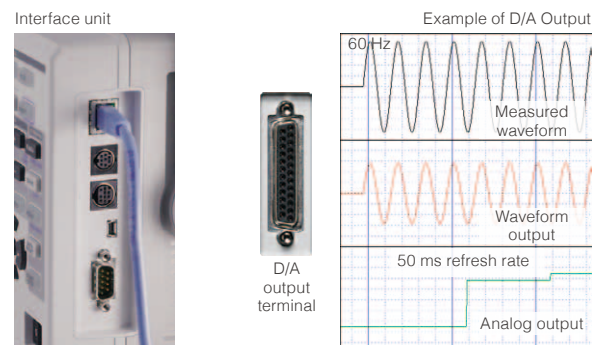 Interface unit
Example of D/A Output
60 Hz
Measured
waveform
Waveform
output
D/A
output
terminal
50 ms refresh rate
Analog output